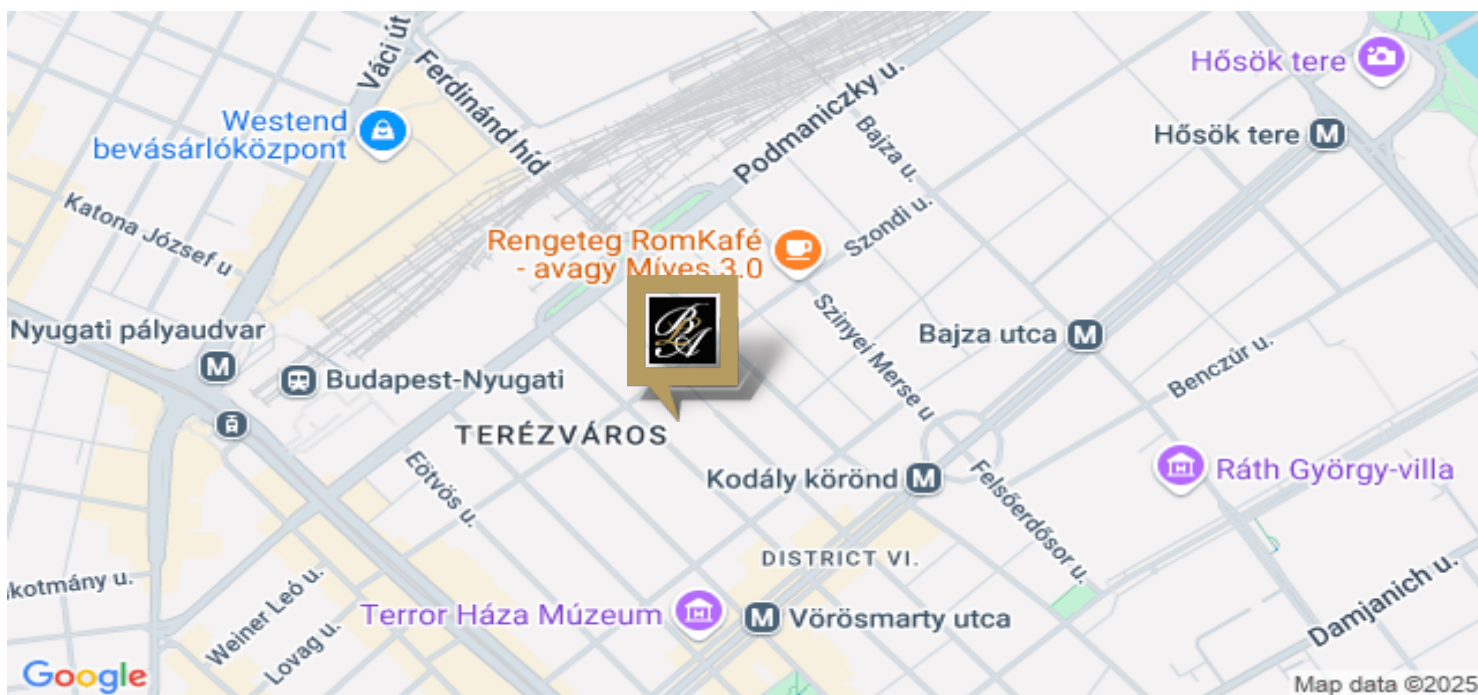 Váci út
Ferdinánd híd
Podmaniczky u.
Hősök tere
Westend
bevásárlóközpont
Bajza u.
Hősök tere
M
Katona József u
Szondi u.
Rengeteg RomKafé
- avagy Míves 3.0
Nyugati pályaudvar
M
Szinyei Merse u
Bajza utca
M
Benczúr u.
Budapest-Nyugati
TERÉZVÁROS
Eötvös u.
Kodály körönd
M
Felsőerdősor u.
Ráth György-villa
DISTRICT VI.
kotmány u.
Weiner Leó u.
Lovag u.
Terror Háza Múzeum
M
Vörösmarty utca
Damjanich u.
Google
Map data ©2025